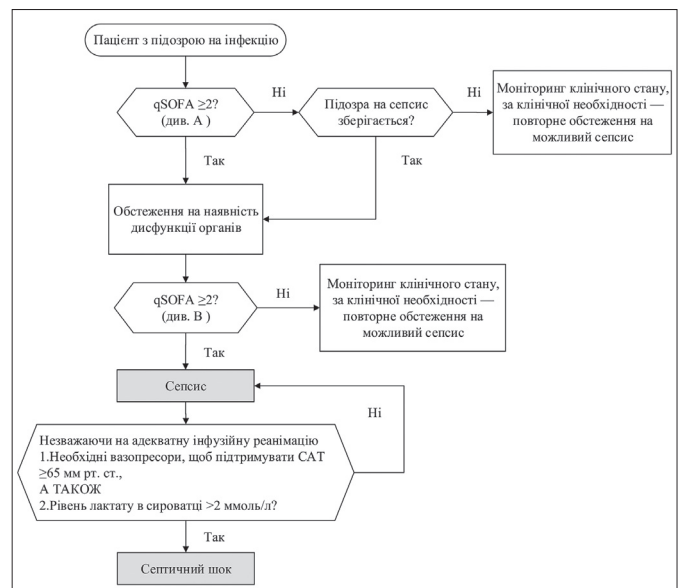 Пацієнт з підозрою на інфекцію
qSOFA ≥2?
(див. A )
Ні
Підозра на сепсис
зберігається?
Ні
Моніторинг клінічного стану,
за клінічної необхідності —
повторне обстеження на
можливий сепсис
Так
Так
Обстеження на наявність
дисфункції органів
qSOFA ≥2?
(див. B )
Ні
Моніторинг клінічного стану,
за клінічної необхідності —
повторне обстеження на
можливий сепсис
Так
Сепсис
Ні
Незважаючи на адекватну інфузійну реанімацію
1.Необхідні вазопресори, щоб підтримувати САТ
≥65 мм рт. ст.,
А ТАКОЖ
2.Рівень лактату в сироватці >2 ммоль/л?
Так
Септичний шок